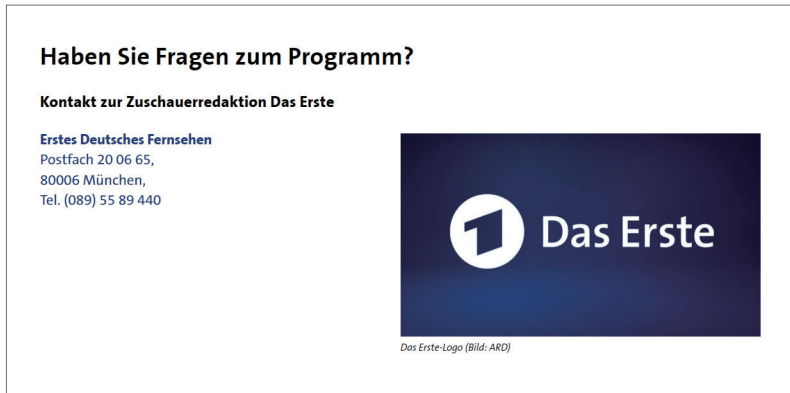 Haben Sie Fragen zum Programm?
Kontakt zur Zuschauerredaktion Das Erste
Erstes Deutsches Fernsehen
Postfach 20 06 65,
80006 München,
Tel. (089) 55 89 440
1 Das Erste
Das Erste-Logo (Bild: ARD)